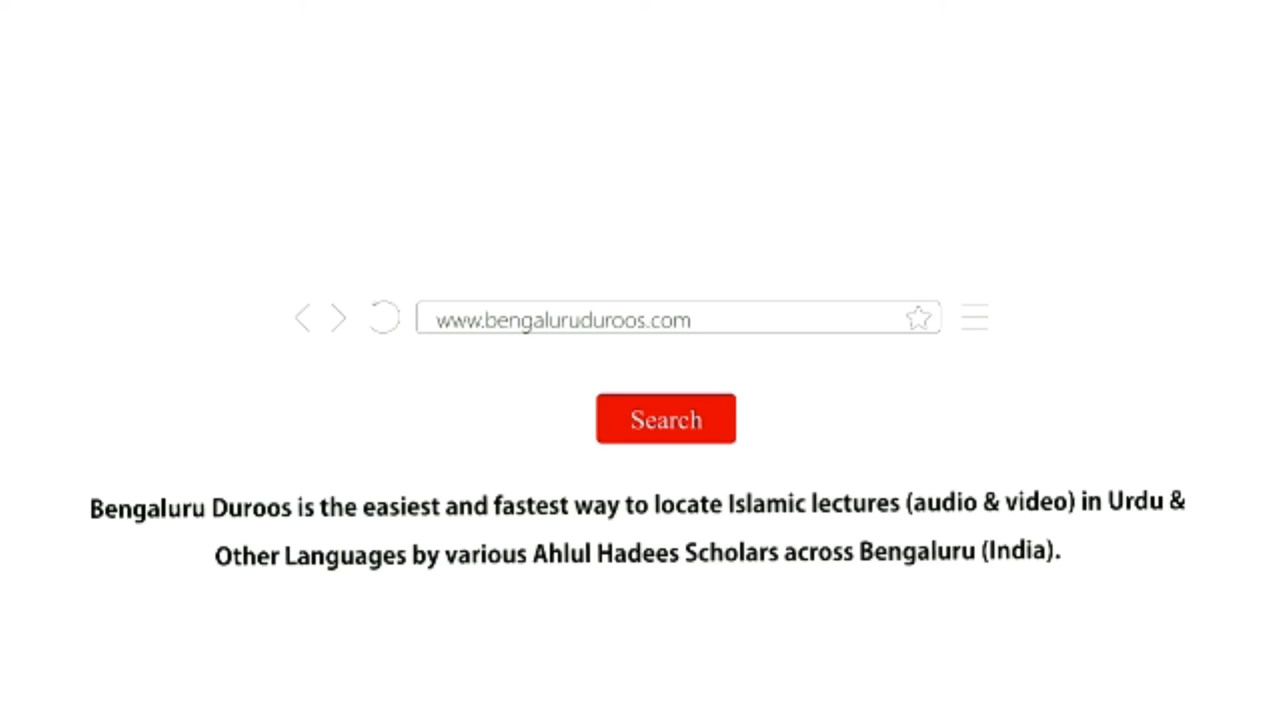 www.bengaluruduroos.com
Search
Bengaluru Duroos is the easiest and fastest way to locate Islamic lectures (audio & video) in Urdu &
Other Languages by various Ahlul Hadees Scholars across Bengaluru (India).